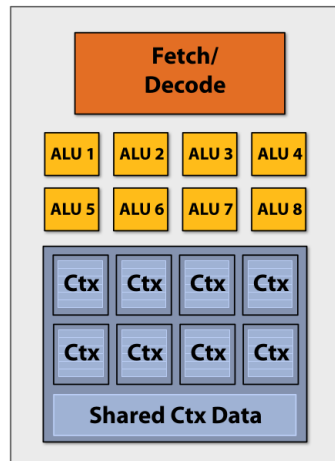 Fetch/
Decode
ALU 1 ALU 2 ALU 3 ALU 4
ALU 5 ALU 6 ALU 7 ALU 8
Ctx Ctx Ctx Ctx
Ctx Ctx Ctx Ctx
Shared Ctx Data